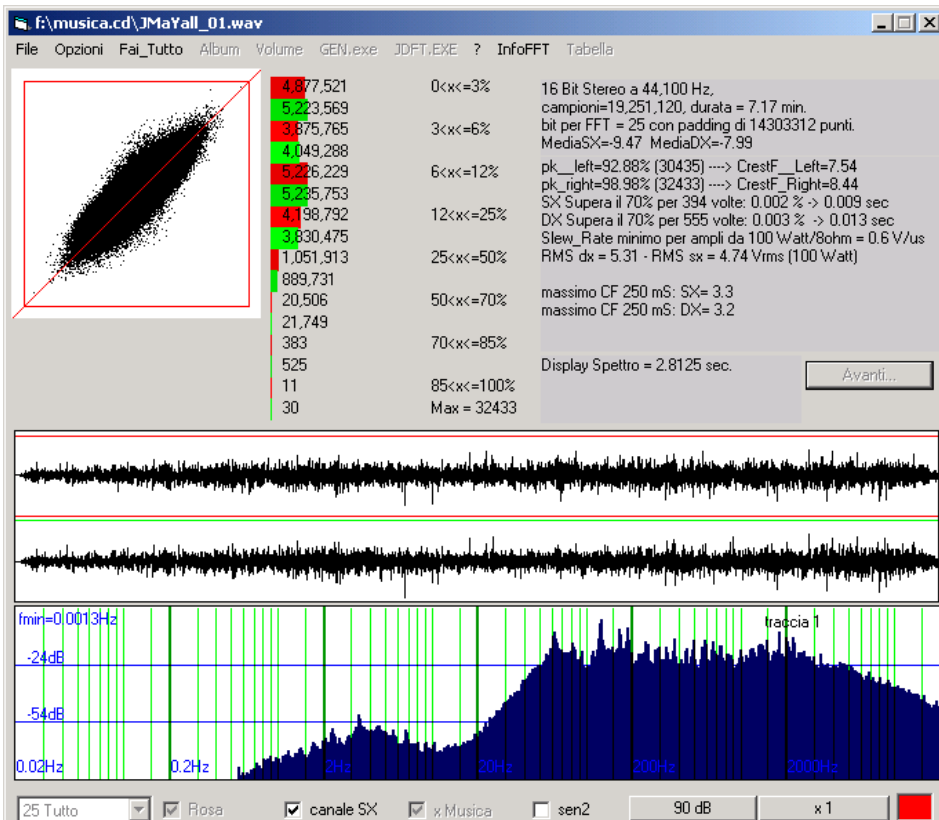 f:\musica.cd\JMaYall_01.wav
File Opzioni Fai_Tutto Album Volume GEN.exe JDFT.EXE ? InfoFFT Tabella
4,877,521 0<x<=3%
5,223,569
3,875,765 3<x<=6%
4,049,288
5,226,229 6<x<=12%
5,235,753
4,198,792 12<x<=25%
3,830,475
1,051,913 25<x<=50%
889,731
20,506 50<x<=70%
21,749
383 70<x<=85%
525
11 85<x<=100%
30 Max = 32433
16 Bit Stereo a 44,100 Hz,
campioni=19,251,120, durata = 7.17 min.
bit per FFT = 25 con padding di 14303312 punti.
MediaSX=-9.47 MediaDX=-7.99
pk__left=92.88% (30435) ----> CrestF__Left=7.54
pk_right=98.98% (32433) ----> CrestF_Right=8.44
SX Supera il 70% per 394 volte: 0.002 % -> 0.009 sec
DX Supera il 70% per 555 volte: 0.003 % -> 0.013 sec
Slew_Rate minimo per ampli da 100 Watt/8ohm = 0.6 V/us
RMS dx = 5.31 - RMS sx = 4.74 Vrms (100 Watt)
massimo CF 250 mS: SX= 3.3
massimo CF 250 mS: DX= 3.2
Display Spettro = 2.8125 sec.
Avanti...
fmin=0.0013Hz
traccia 1
-24dB
-54dB
0.02Hz 0.2Hz 2Hz 20Hz 200Hz 2000Hz
25 Tutto Rosa canale SX x Musica sen2 90 dB x 1